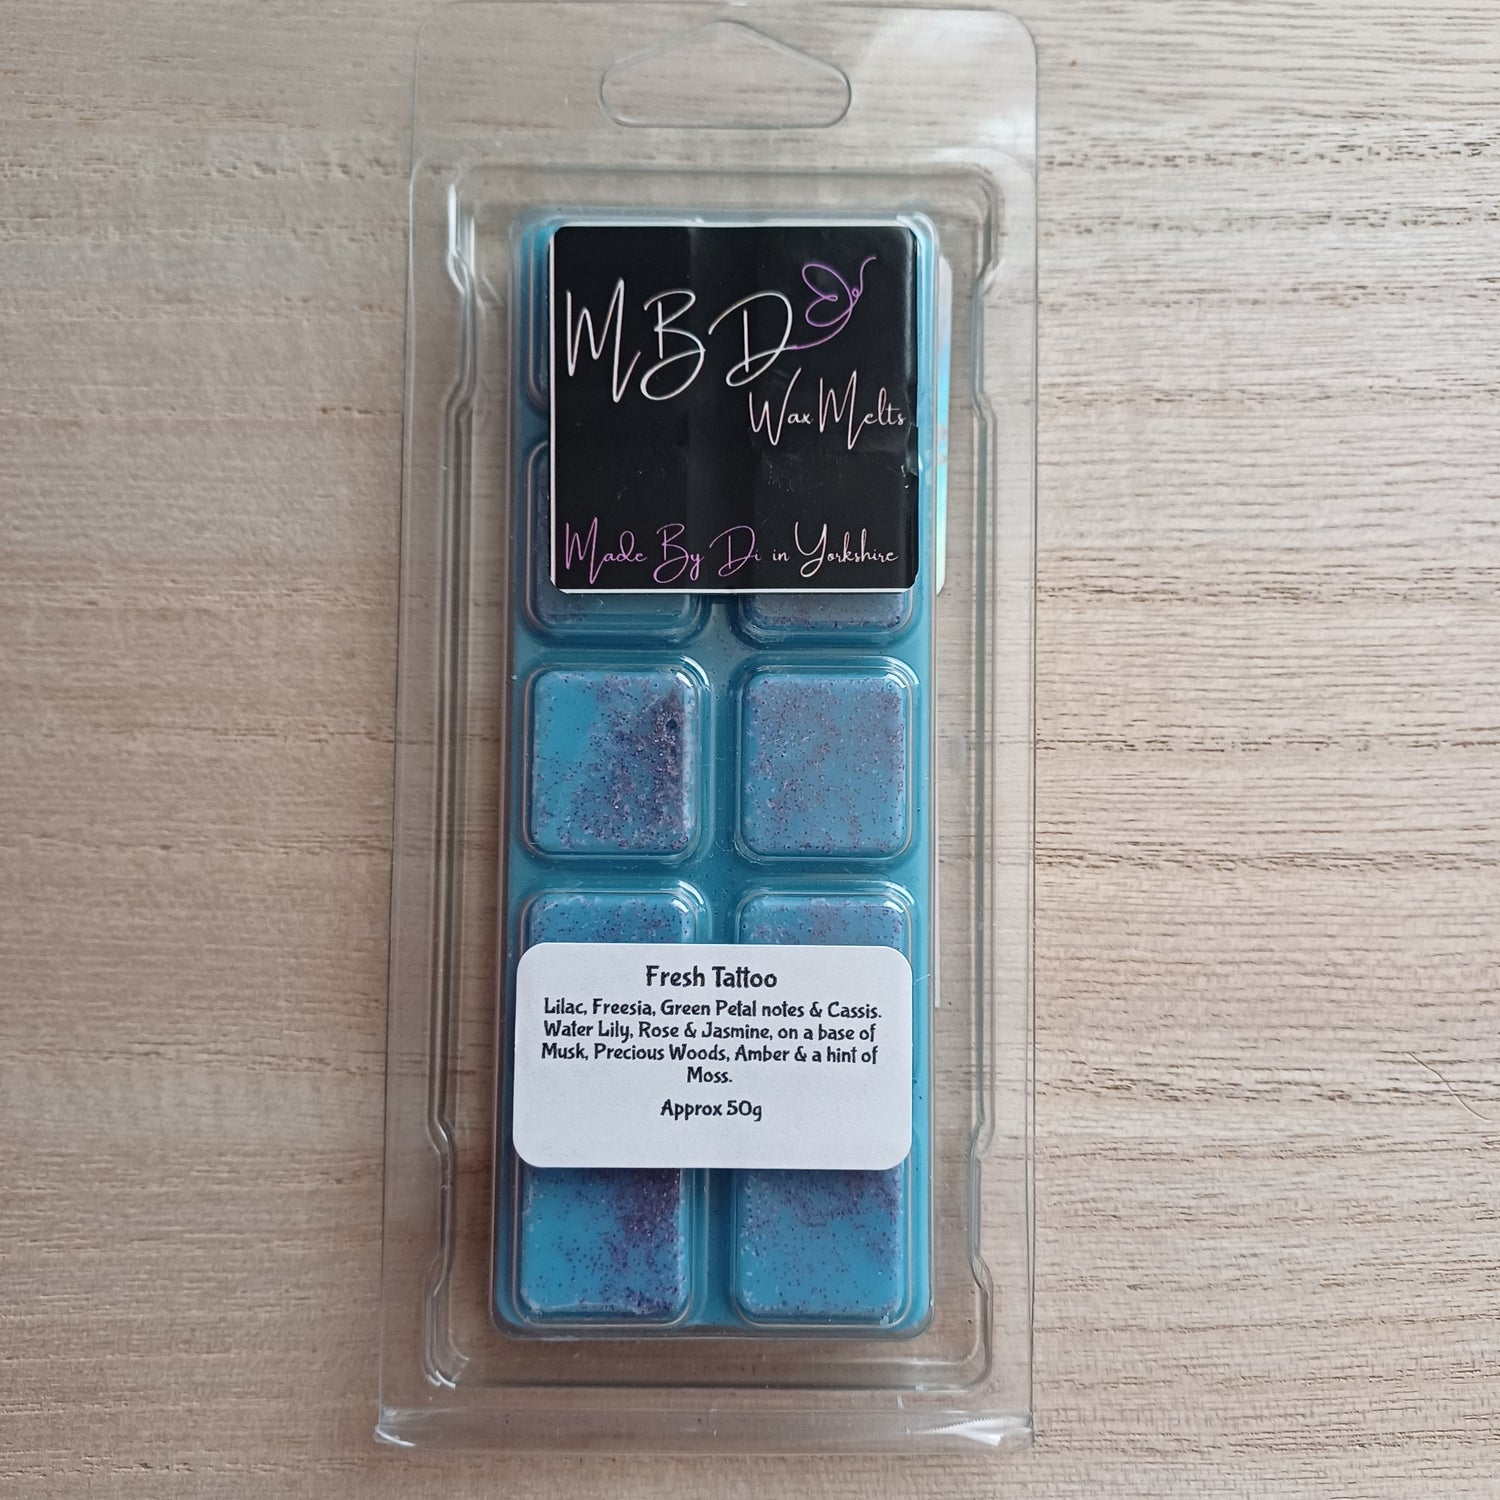 MBD
Wax Melts
Made By Di in Yorkshire
Fresh Tattoo
Lilac, Freesia, Green Petal notes & Cassis.
Water Lily, Rose & Jasmine, on a base of
Musk, Precious Woods, Amber & a hint of
Moss.
Approx 50g